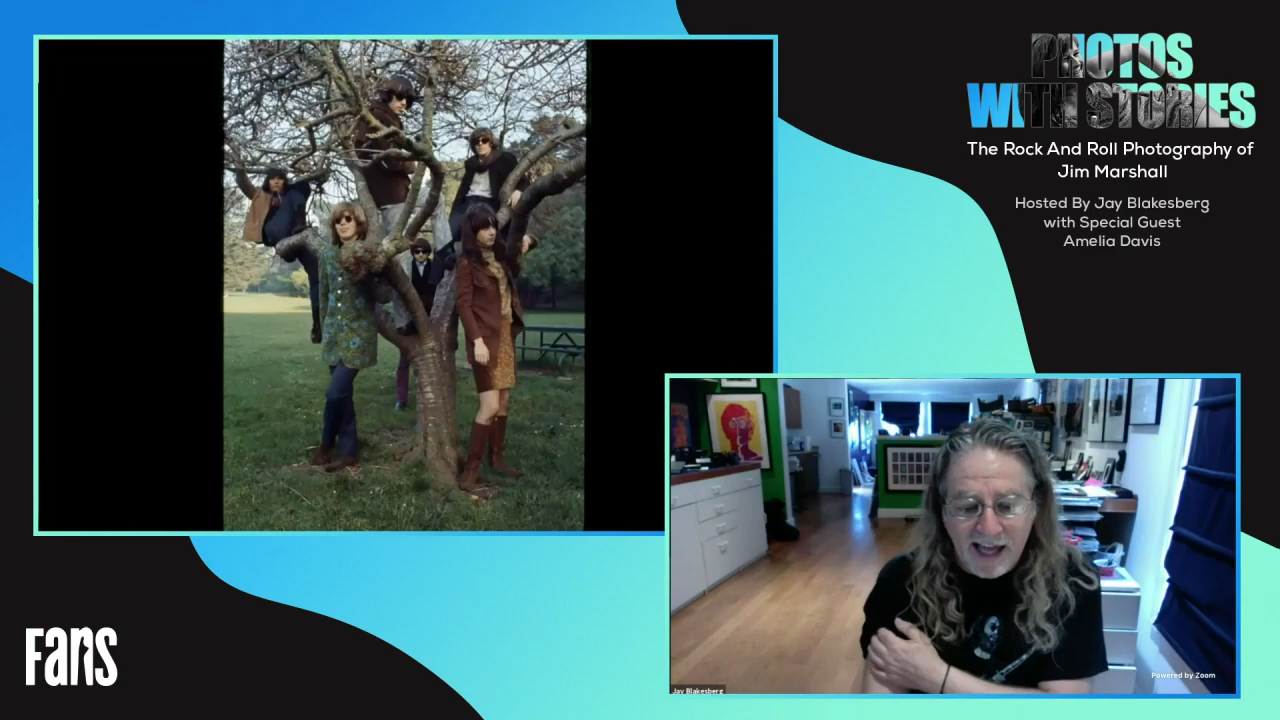 PHOTOS
WITH STORIES
The Rock And Roll Photography of
Jim Marshall
Hosted By Jay Blakesberg
with Special Guest
Amelia Davis
Fans
Powered by Zoom
Jay Blakesberg